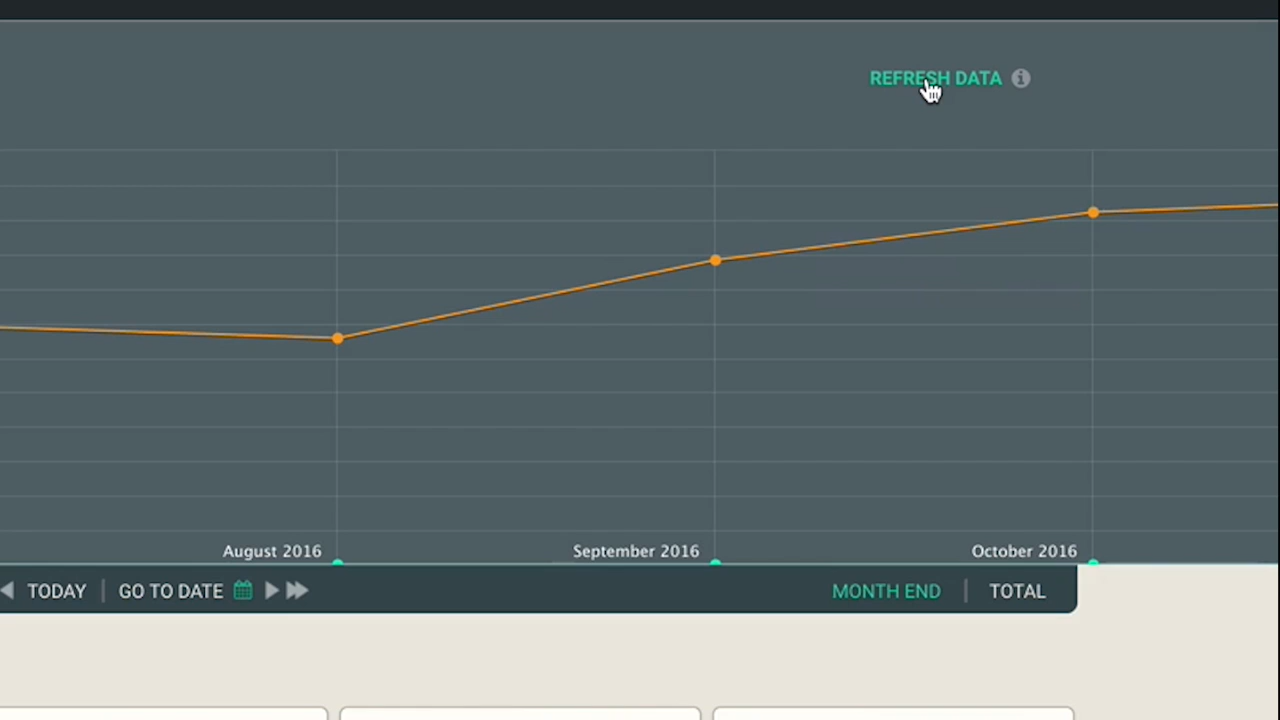 REFRESH DATA
August 2016 September 2016 October 2016
TODAY | GO TO DATE MONTH END | TOTAL